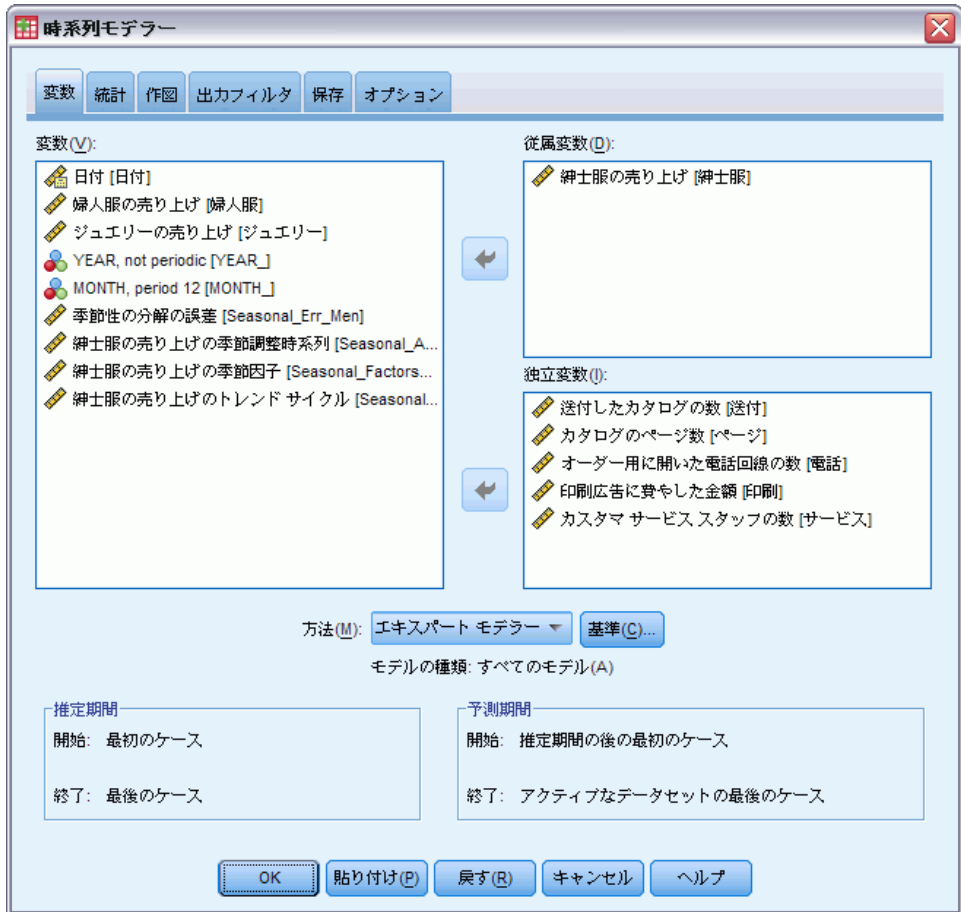 時系列モデラー
変数 統計 作図 出力フィルタ 保存 オプション
変数(V):
日付 [日付]
婦人服の売り上げ [婦人服]
ジュエリーの売り上げ [ジュエリー]
YEAR, not periodic [YEAR_]
MONTH, period 12 [MONTH_]
季節性の分解の誤差 [Seasonal_Err_Men]
紳士服の売り上げの季節調整時系列 [Seasonal_A...
紳士服の売り上げの季節因子 [Seasonal_Factors...
紳士服の売り上げのトレンド サイクル [Seasonal...
従属変数(D):
紳士服の売り上げ [紳士服]
独立変数(I):
送付したカタログの数 [送付]
カタログのページ数 [ページ]
オーダー用に開いた電話回線の数 [電話]
印刷広告に費やした金額 [印刷]
カスタマ サービス スタッフの数 [サービス]
方法(M): エキスパート モデラー 基準(C)...
モデルの種類: すべてのモデル(A)
推定期間
開始: 最初のケース
終了: 最後のケース
予測期間
開始: 推定期間の後の最初のケース
終了: アクティブなデータセットの最後のケース
OK 貼り付け(P) 戻す(R) キャンセル ヘルプ